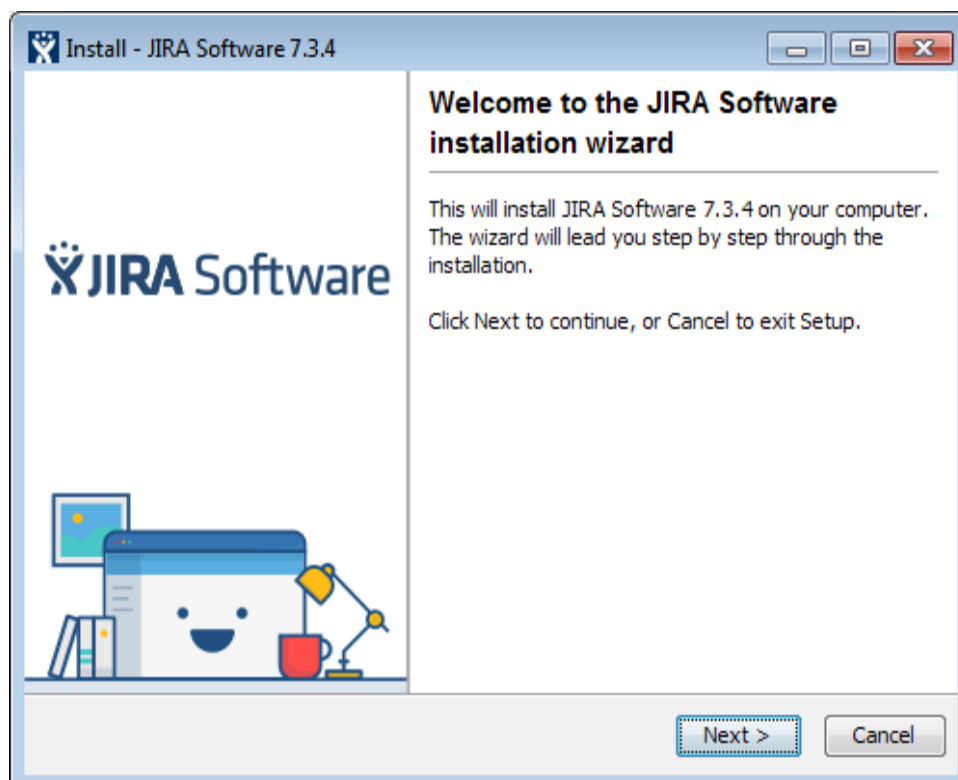 Install - JIRA Software 7.3.4
Welcome to the JIRA Software
installation wizard
This will install JIRA Software 7.3.4 on your computer.
The wizard will lead you step by step through the
installation.
Click Next to continue, or Cancel to exit Setup.
JIRA Software
Next >
Cancel